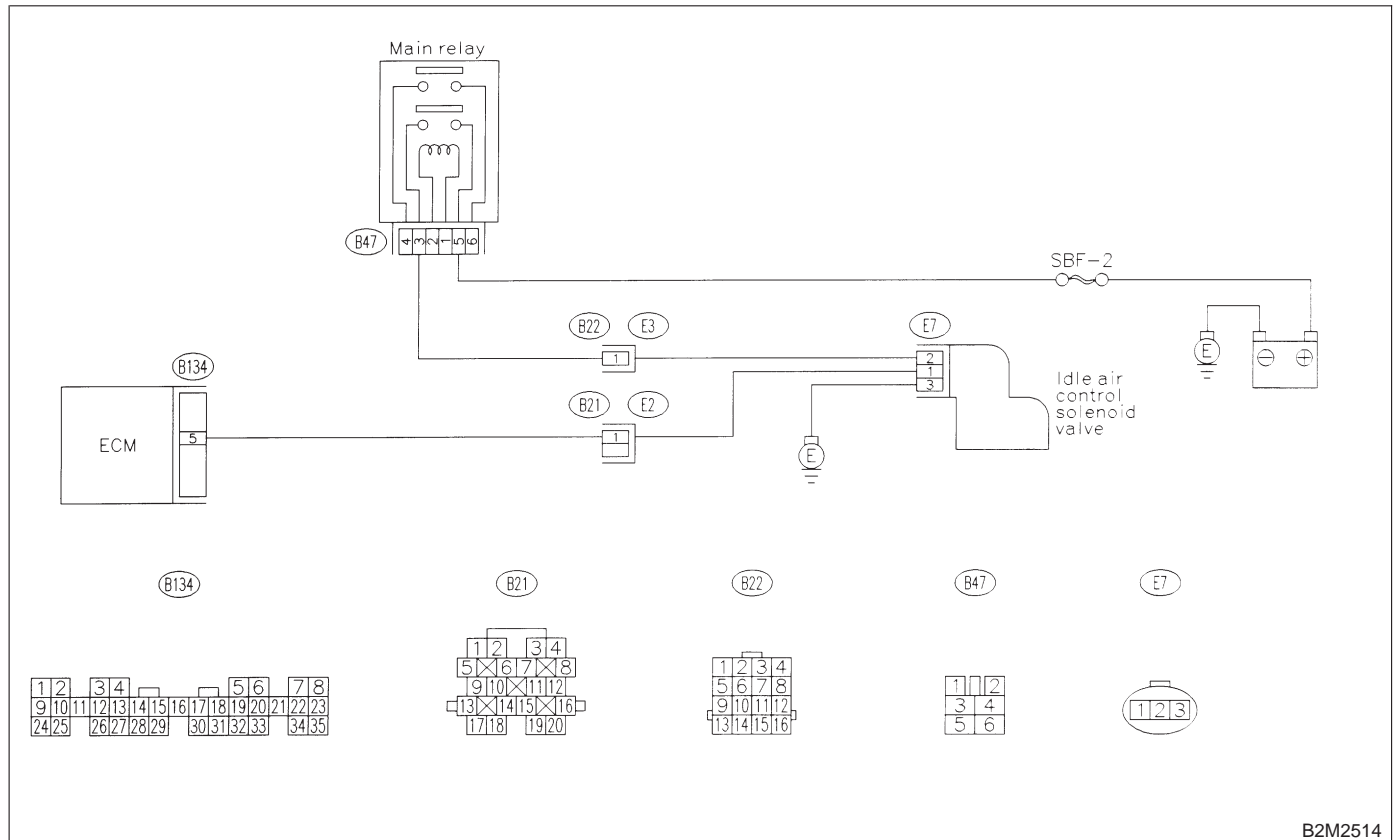 Main relay
B47
4 3 2 1 5 6
SBF-2
B22 E3 E7
1
2
1
3
E
⊖ ⊕
B134
B21 E2
Idle air
control
solenoid
valve
ECM
5
1
E
B134 B21 B22 B47 E7
1 2 3 4 5 6 7 8
9 10 11 12 13 14 15 16 17 18 19 20 21 22 23
24 25 26 27 28 29 30 31 32 33 34 35
1 2 3 4
5 6 7 8
9 10 11 12
13 14 15 16
17 18 19 20
1 2 3 4
5 6 7 8
9 10 11 12
13 14 15 16
1 2
3 4
5 6
1 2 3
B2M2514